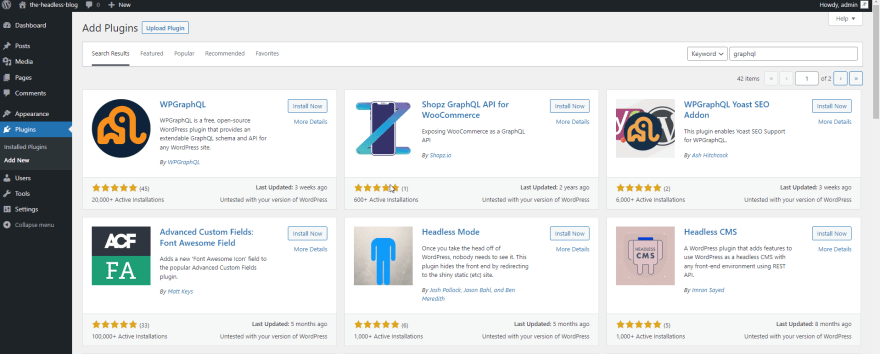 the-headless-blog 0 + New Howdy, admin
Dashboard
Posts
Media
Pages
Comments
Appearance
Plugins
Installed Plugins
Add New
Users
Tools
Settings
Collapse menu
Help ▼
Add Plugins Upload Plugin
Search Results Featured Popular Recommended Favorites Keyword graphql
42 items « ‹ 1 of 2 › »
WPGraphQL
Install Now
More Details
WPGraphQL is a free, open-source
WordPress plugin that provides an
extendable GraphQL schema and API for
any WordPress site.
By WPGraphQL
(45)
Last Updated: 3 weeks ago
20,000+ Active Installations
Untested with your version of WordPress
Shopz GraphQL API for
WooCommerce
Install Now
More Details
Exposing WooCommerce as a GraphQL
API
By Shopz.io
(1)
Last Updated: 2 years ago
600+ Active Installations
Untested with your version of WordPress
WPGraphQL Yoast SEO
Addon
Install Now
More Details
This plugin enables Yoast SEO Support
for WPGraphQL.
By Ash Hitchcock
(2)
Last Updated: 3 weeks ago
6,000+ Active Installations
Untested with your version of WordPress
ACF
FA
Advanced Custom Fields:
Font Awesome Field
Install Now
More Details
Adds a new 'Font Awesome Icon' field to
the popular Advanced Custom Fields
plugin.
By Matt Keys
(33)
Last Updated: 5 months ago
100,000+ Active Installations
Untested with your version of WordPress
Headless Mode
Install Now
More Details
Once you take the head off of
WordPress, nobody needs to see it. This
plugin hides the front end by redirecting
to the shiny static (etc) site.
By Josh Pollock, Jason Bahl, and Ben
Meredith
(6)
Last Updated: 5 months ago
1,000+ Active Installations
Untested with your version of WordPress
HEADLESS
CMS
Headless CMS
Install Now
More Details
A WordPress plugin that adds features to
use WordPress as a headless CMS with
any front-end environment using REST
API.
By Imran Sayed
(5)
Last Updated: 8 months ago
1,000+ Active Installations
Untested with your version of WordPress